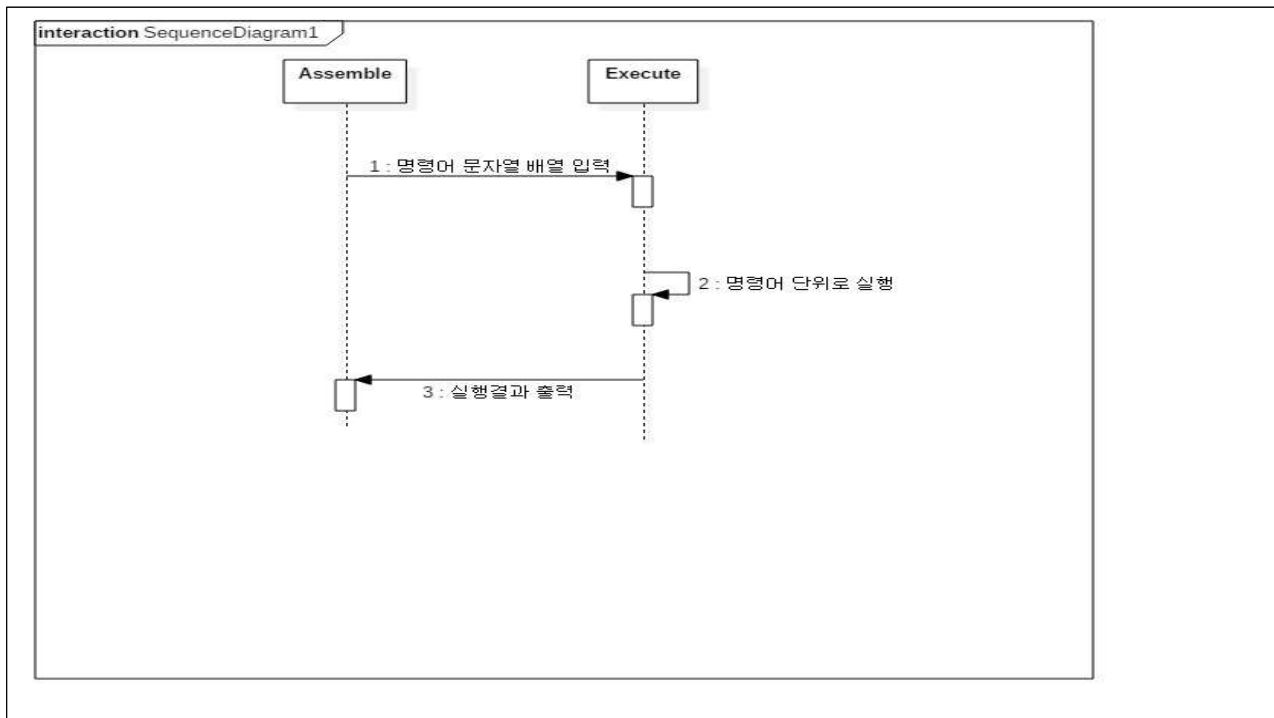 interaction SequenceDiagram1
Assemble
Execute
1 : 명령어 문자열 배열 입력
2 : 명령어 단위로 실행
3 : 실행결과 출력